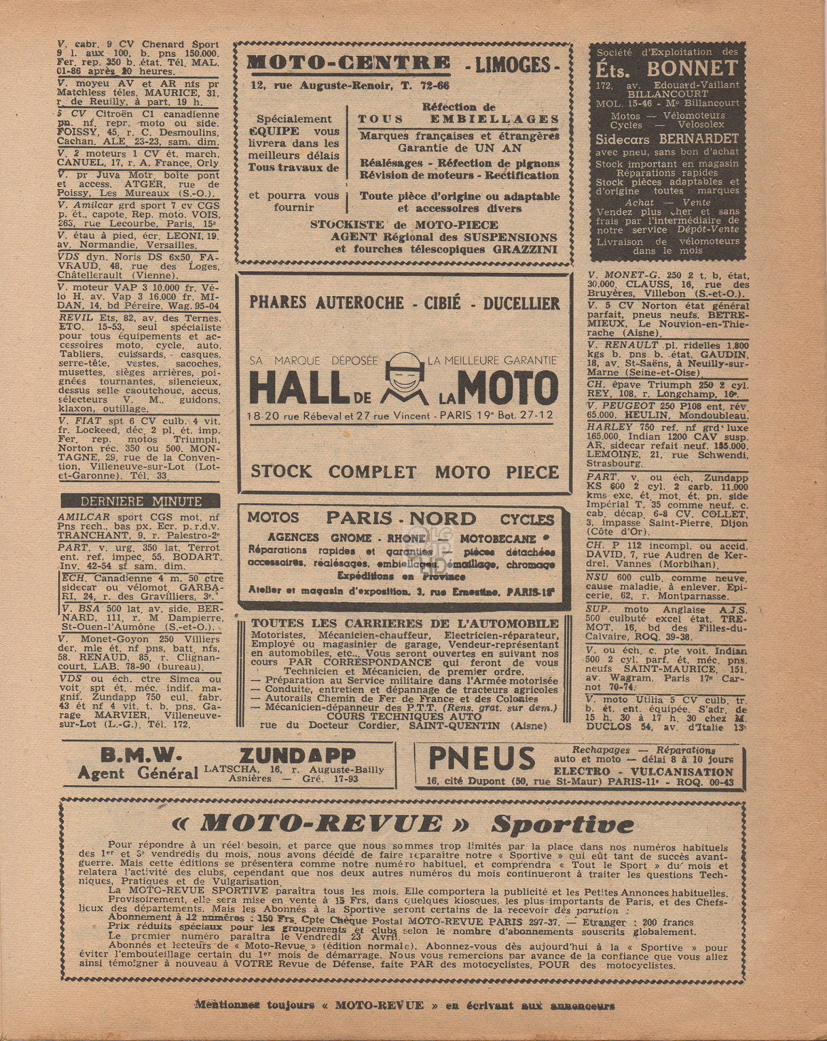 V. cabr. 9 CV Chenard Sport
9 l. aux 100, b. pns 150.000.
Fer. rep. 350 b. état. Tél. MAL.
01-86 après 20 heures.
V. moyeu AV et AR nfs pr
Matchless téles, MAURICE, 31,
r. de Reuilly, à part. 19 h.
5 CV Citroën C1 canadienne
pn. nf. repr. moto ou side.
FOISSY, 45, r. C. Desmoulins,
Cachan. ALE. 23-23, sam. dim.
V. 2 moteurs 1 CV ét. march.
CANUEL, 17, r. A. France, Orly
V. pr Juva Motr boîte pont
et access. ATGER, rue de
Poissy, Les Mureaux (S.-O.).
V. Amilcar grd sport 7 cv CGS
p. ét., capote. Rep. moto. VOIS,
263, rue Lecourbe, Paris, 15e
V. étau à pied, écr. LEONI, 19,
av. Normandie, Versailles.
VDS dyn. Noris DS 6x50, FA-
VRAUD, 48, rue des Loges,
Châtellerault (Vienne).
V. moteur VAP 3 10.000 fr. Vé-
lo H. av. Vap 3 16.000 fr. MI-
DAN, 14, bd Péreire, Wag. 95-04
REVIL Ets, 82, av. des Ternes.
ETO. 15-53, seul spécialiste
pour tous équipements et ac-
cessoires moto, cycle, auto,
Tabliers, cuissards, casques,
serre-tête, vestes, sacoches,
musettes, sièges arrières, poi-
gnées tournantes, silencieux,
dessus selle caoutchouc, accus,
sélecteurs V. M., guidons,
klaxon, outillage.
V. FIAT spt 6 CV culb. 4 vit.
fr. Lockeed, déc. 2 pl. ét. imp.
Fer. rep. motos Triumph,
Norton réc. 350 ou 500. MON-
TAGNE, 29, rue de la Conven-
tion, Villeneuve-sur-Lot (Lot-
et-Garonne). Tél. 33
DERNIERE MINUTE
AMILCAR sport CGS mot. nf
Pns rech., bas px. Ecr. p.r.d.v.
TRANCHANT, 9, r. Palestro-2e
PART. v. urg. 350 lat. Terrot
ent. ref. impec. 55. BODART.
Inv. 42-54 sf sam. dim.
ECH. Canadienne 4 m. 50 ctre
sidecar ou vélomot. GARBA-
RI, 24, r. des Gravilliers, 3e.
V. BSA 500 lat. av. side. BER-
NARD, 111, r. M Dampierre,
St-Ouen-l'Aumône (S.-et-O.).
V. Monet-Goyon 250 Villiers
der. mle ét. nf pns, batt. nfs.
58. RENAUD, 85, r. Clignan-
court, LAB. 78-90 (bureau).
VDS ou éch. ctre Simca ou
voit. spt ét. méc. indif. ma-
gnif. Zundapp 750 cul. fabr.
43 ét nf 4 vit. t. b. pns. Ga-
rage MARVIER, Villeneuve-
sur-Lot (L.-G.). Tél. 172.
MOTO-CENTRE - LIMOGES -
12, rue Auguste-Renoir, T. 72-66
Spécialement
EQUIPE vous
livrera dans les
meilleurs délais
Tous travaux de
et pourra vous
fournir
Réfection de
TOUS EMBIELLAGES
Marques françaises et étrangères
Garantie de UN AN
Réalésages - Réfection de pignons
Révision de moteurs - Rectification
Toute pièce d'origine ou adaptable
et accessoires divers
STOCKISTE de MOTO-PIECE
AGENT Régional des SUSPENSIONS
et fourches télescopiques GRAZZINI
PHARES AUTEROCHE - CIBIÉ - DUCELLIER
SA MARQUE DEPOSÉE LA MEILLEURE GARANTIE
HALL DE LA MOTO
18-20 rue Rébeval et 27 rue Vincent - PARIS 19e Bot. 27-12
STOCK COMPLET MOTO PIECE
MOTOS PARIS - NORD CYCLES
AGENCES GNOME - RHONE MOTOBECANE
Réparations rapides et garanties pièces détachées
accessoires, réalésages, embiellages émaillage, chromage
Expéditions en Province
Atelier et magasin d'exposition. 3, rue Ernestine, PARIS-18e
TOUTES LES CARRIERES DE L'AUTOMOBILE
Motoristes, Mécanicien-chauffeur, Electricien-réparateur,
Employé ou magasinier de garage, Vendeur-représentant
en automobiles, etc., Vous seront ouvertes en suivant nos
cours PAR CORRESPONDANCE qui feront de vous
Technicien et Mécanicien, de premier ordre.
— Préparation au Service militaire dans l'Armée motorisée
— Conduite, entretien et dépannage de tracteurs agricoles
— Autorails Chemin de Fer de France et des Colonies
— Mécanicien-dépanneur des P.T.T. (Rens. grat. sur dem.)
COURS TECHNIQUES AUTO
rue du Docteur Cordier, SAINT-QUENTIN (Aisne)
Société d'Exploitation des
Éts. BONNET
172, av. Edouard-Vaillant
BILLANCOURT
MOL. 15-46 - Mo Billancourt
Motos — Vélomoteurs
Cycles — Velosolex
Sidecars BERNARDET
avec pneu, sans bon d'achat
Stock important en magasin
Réparations rapides
Stock pièces adaptables et
d'origine toutes marques
Achat — Vente
Vendez plus cher et sans
frais par l'intermédiaire de
notre service Dépôt-Vente
Livraison de vélomoteurs
dans le mois
V. MONET-G. 250 2 t. b. état,
30.000, CLAUSS, 16, rue des
Bruyères, Villebon (S.-et-O.).
V. 5 CV Norton état général
parfait, pneus neufs. BETRE-
MIEUX, Le Nouvion-en-Thie-
rache (Aisne).
V. RENAULT pl. ridelles 1.800
kgs b. pns b. état. GAUDIN,
18, av. St-Saëns, à Neuilly-sur-
Marne (Seine-et-Oise).
CH. épave Triumph 250 2 cyl.
REY, 108, r. Longchamp, 16e.
V. PEUGEOT 250 P108 ent. rév.
65.000. HEULIN, Mondoubleau.
HARLEY 750 ref. nf grd luxe
165.000, Indian 1200 CAV susp.
AR, sidecar refait neuf. 185.000.
LEMOINE, 21, rue Schwendi,
Strasbourg.
PART. v. ou éch. Zundapp
KS 600 2 cyl. 2 carb. 11.000
kms exc. ét. mot. ét. pn. side
Impérial T. 35 comme neuf. c.
cab. décap 6-8 CV. COLLET,
3, impasse Saint-Pierre, Dijon
(Côte d'Or).
CH. P 112 incompl. ou accid.
DAVID, 7, rue Audren de Ker-
drel, Vannes (Morbihan).
NSU 600 culb. comme neuve,
cause maladie, à enlever. Epi-
cerie, 62, r. Montparnasse.
SUP. moto Anglaise A.J.S.
500 culbuté excel état, TRE-
MOT, 16, bd des Filles-du-
Calvaire, ROQ. 39-38.
V. ou éch. c. pte voit. Indian
500 2 cyl. parf. ét. méc. pns.
neufs SAINT-MAURICE, 151,
av. Wagram, Paris 17e Car-
not 70-74.
V. moto Utilia 5 CV culb. tr.
b. ét. ent. équipée. S'adr. de
15 h. 30 à 17 h. 30 chez M.
DUCLOS 54, av. d'Italie 13e
B.M.W. ZUNDAPP
Agent Général LATSCHA, 16, r. Auguste-Bailly
Asnières — Gré. 17-93
PNEUS
Rechapages — Réparations
auto et moto — délai 8 à 10 jours
ELECTRO - VULCANISATION
16, cité Dupont (50, rue St-Maur) PARIS-11e - ROQ. 00-43
« MOTO-REVUE » Sportive
Pour répondre à un réel besoin, et parce que nous sommes trop limités par la place dans nos numéros habituels
des 1er et 5e vendredis du mois, nous avons décidé de faire reparaitre notre « Sportive » qui eût tant de succès avant-
guerre. Mais cette éditions se présentera comme notre numéro habituel, et comprendra « Tout le Sport » du mois et
relatera l'activité des clubs, cependant que nos deux autres numéros du mois continueront à traiter les questions Tech-
niques, Pratiques et de Vulgarisation.
La MOTO-REVUE SPORTIVE paraîtra tous les mois. Elle comportera la publicité et les Petites Annonces habituelles.
Provisoirement, elle sera mise en vente à 15 Frs, dans quelques kiosques, les plus importants de Paris, et des Chefs-
lieux des départements. Mais les Abonnés à la Sportive seront certains de la recevoir dès parution :
Abonnement à 12 numéros : 150 Frs. Cpte Chèque Postal MOTO-REVUE PARIS 297-37. — Etranger : 200 francs
Prix réduits spéciaux pour les groupements et clubs selon le nombre d'abonnements souscrits globalement.
Le premier numéro paraîtra le Vendredi 23 Avril.
Abonnés et lecteurs de « Moto-Revue » (édition normale). Abonnez-vous dès aujourd'hui à la « Sportive » pour
éviter l'embouteillage certain du 1er mois de démarrage. Nous vous remercions par avance de la confiance que vous allez
ainsi témoigner à nouveau à VOTRE Revue de Défense, faite PAR des motocyclistes, POUR des motocyclistes.
Mentionnez toujours « MOTO-REVUE » en écrivant aux annonceurs